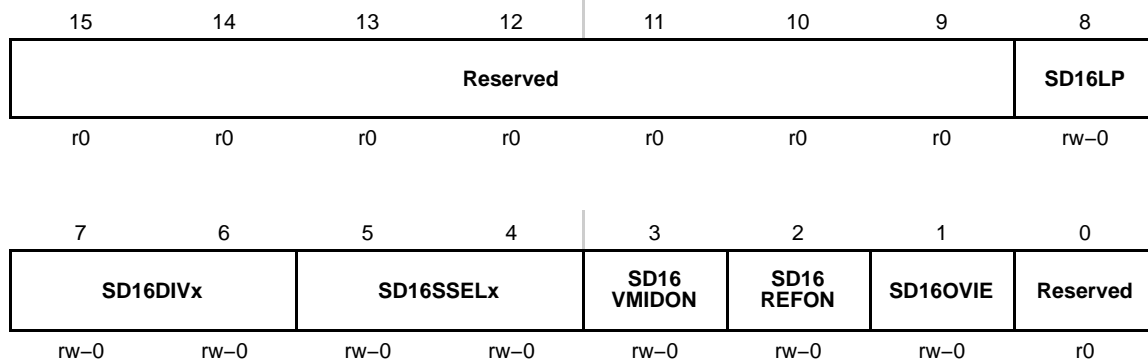 15 14 13 12 11 10 9 8
Reserved SD16LP
r0 r0 r0 r0 r0 r0 r0 rw−0
7 6 5 4 3 2 1 0
SD16DIVx SD16SSELx SD16 VMIDON SD16 REFON SD16OVIE Reserved
rw−0 rw−0 rw−0 rw−0 rw−0 rw−0 rw−0 r0